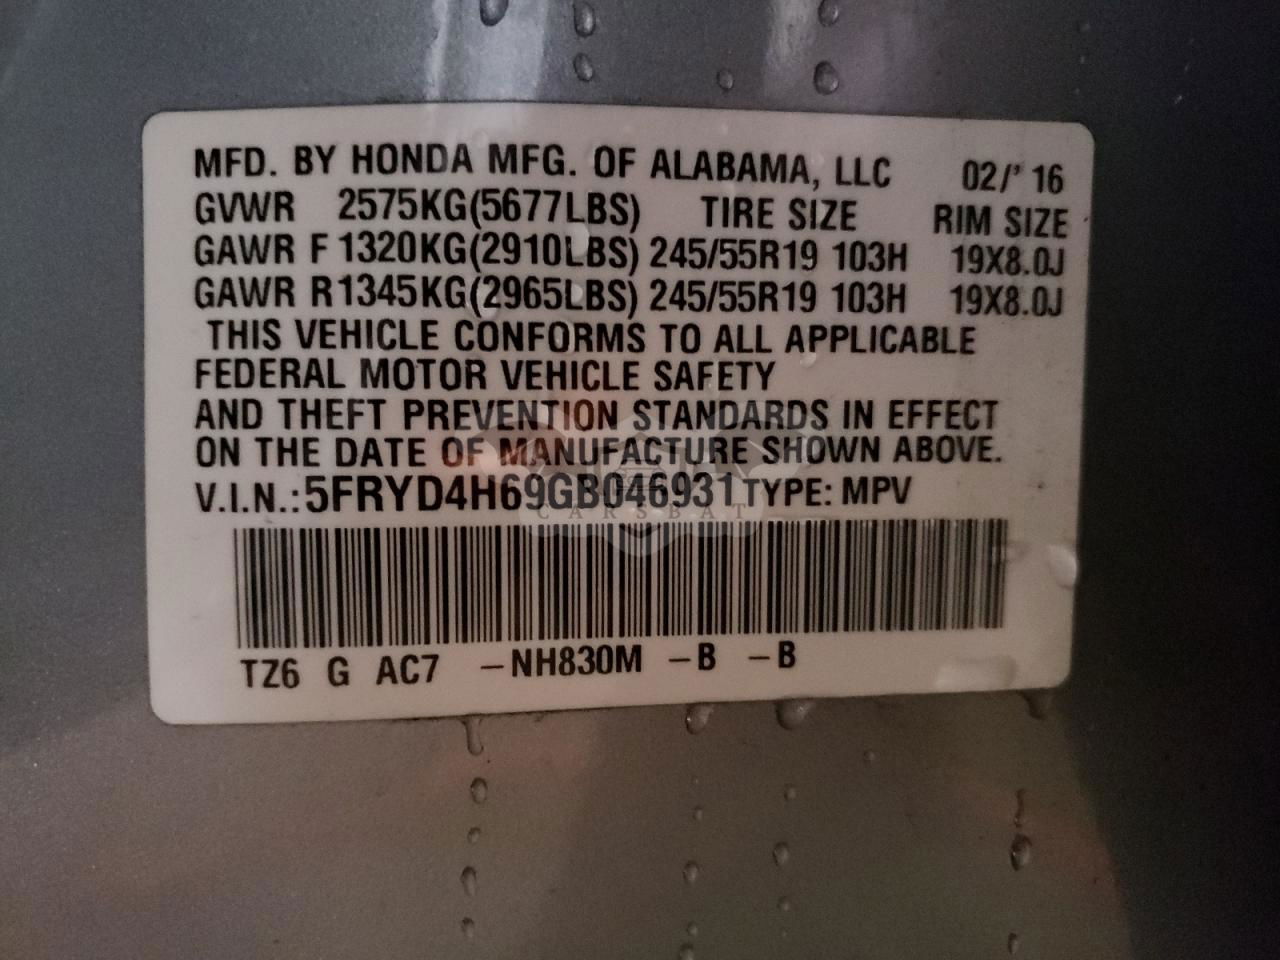 MFD. BY HONDA MFG. OF ALABAMA, LLC 02/' 16
GVWR 2575KG(5677LBS) TIRE SIZE RIM SIZE
GAWR F 1320KG(2910LBS) 245/55R19 103H 19X8.0J
GAWR R1345KG(2965LBS) 245/55R19 103H 19X8.0J
THIS VEHICLE CONFORMS TO ALL APPLICABLE
FEDERAL MOTOR VEHICLE SAFETY
AND THEFT PREVENTION STANDARDS IN EFFECT
ON THE DATE OF MANUFACTURE SHOWN ABOVE.
V.I.N.:5FRYD4H69GB046931 TYPE: MPV
CARSBAT
TZ6 G AC7 –NH830M –B –B